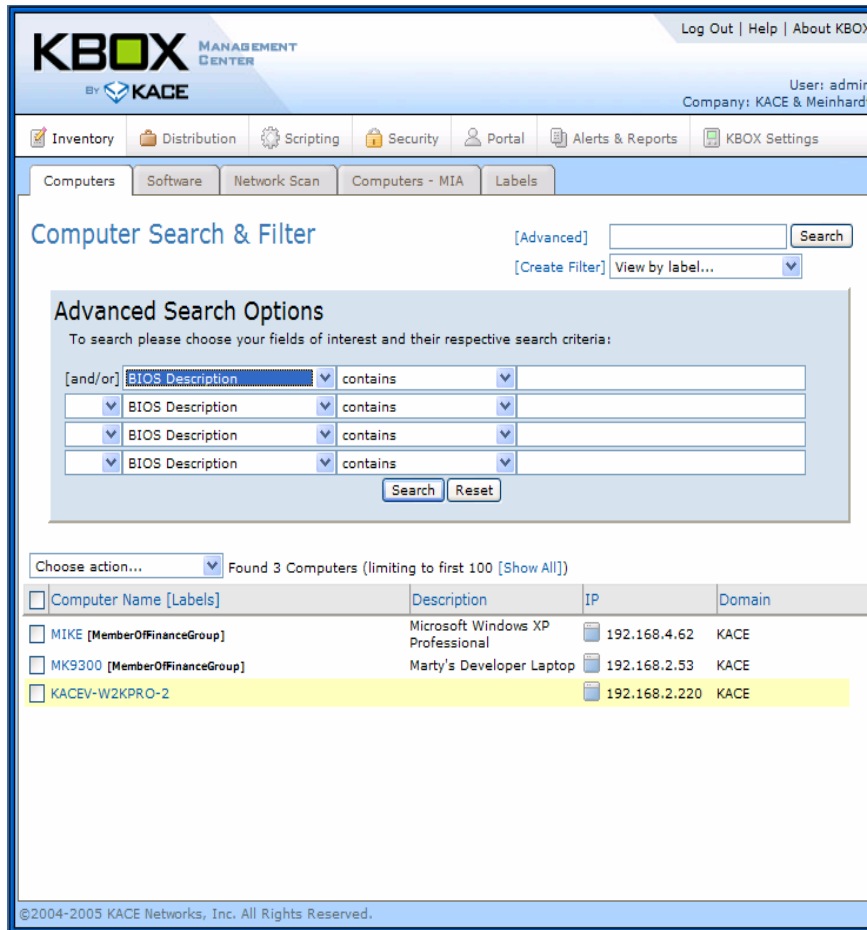 Log Out | Help | About KBOX
KBOX MANAGEMENT CENTER
BY KACE
User: admin
Company: KACE & Meinhard
Inventory Distribution Scripting Security Portal Alerts & Reports KBOX Settings
Computers Software Network Scan Computers - MIA Labels
Computer Search & Filter
[Advanced] Search
[Create Filter] View by label...
Advanced Search Options
To search please choose your fields of interest and their respective search criteria:
[and/or] BIOS Description contains
BIOS Description contains
BIOS Description contains
BIOS Description contains
Search Reset
Choose action... Found 3 Computers (limiting to first 100 [Show All])
Computer Name [Labels] Description IP Domain
MIKE [MemberOfFinanceGroup] Microsoft Windows XP Professional 192.168.4.62 KACE
MK9300 [MemberOfFinanceGroup] Marty's Developer Laptop 192.168.2.53 KACE
KACEV-W2KPRO-2 192.168.2.220 KACE
©2004-2005 KACE Networks, Inc. All Rights Reserved.